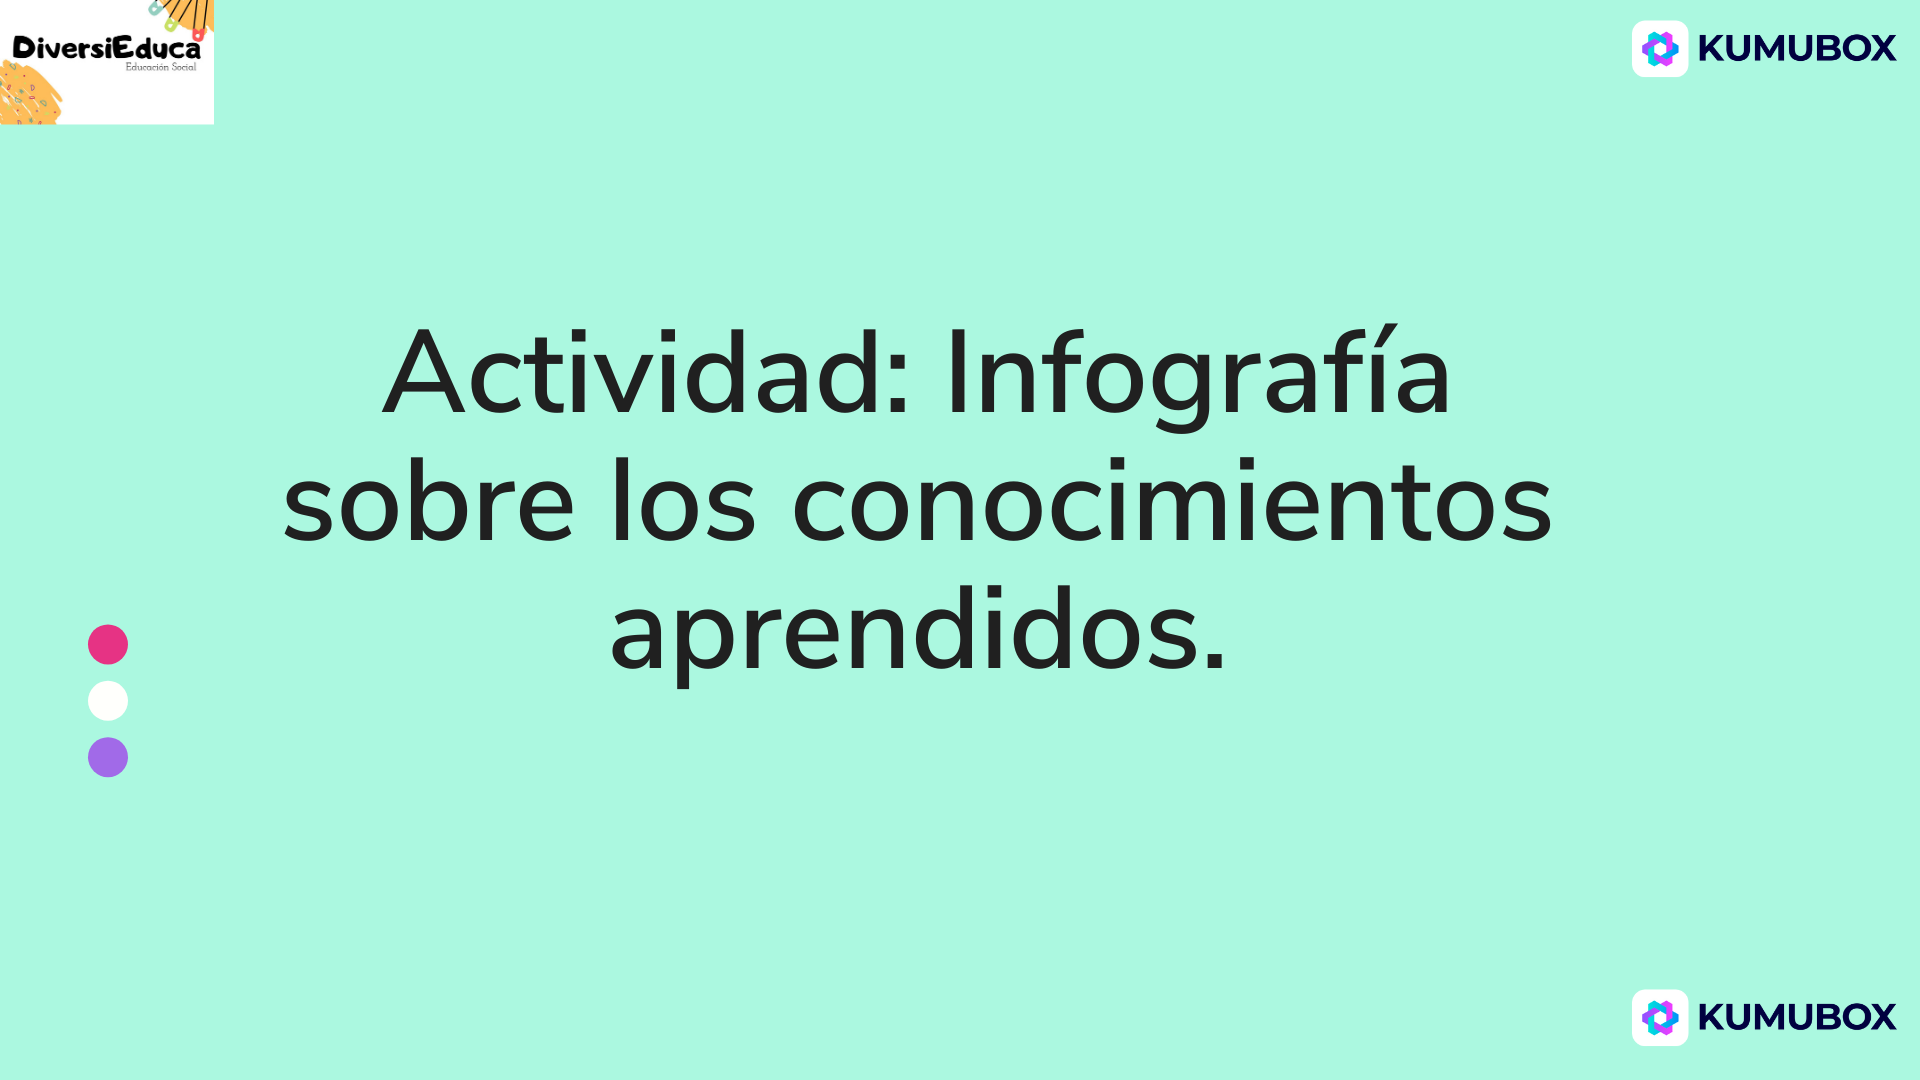 DiversiEduca
Educación Social
KUMUBOX
Actividad: Infografía
sobre los conocimientos
aprendidos.
KUMUBOX